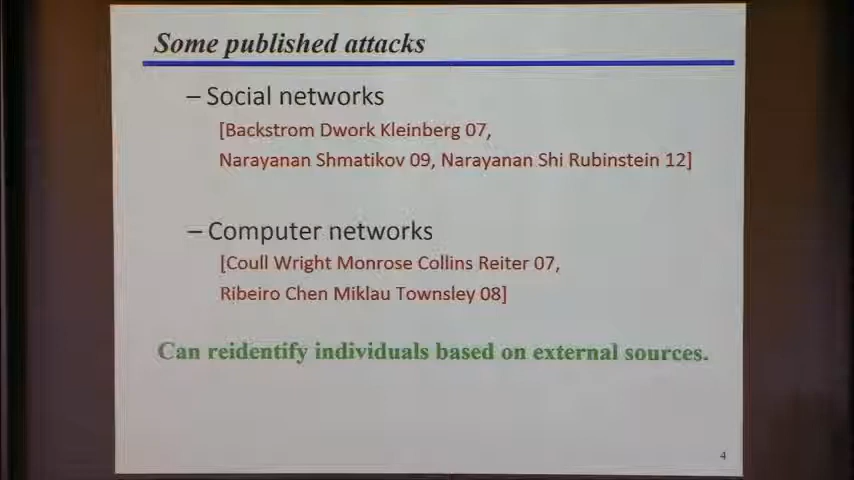 Some published attacks
– Social networks
[Backstrom Dwork Kleinberg 07,
Narayanan Shmatikov 09, Narayanan Shi Rubinstein 12]
– Computer networks
[Coull Wright Monrose Collins Reiter 07,
Ribeiro Chen Miklau Townsley 08]
Can reidentify individuals based on external sources.
4